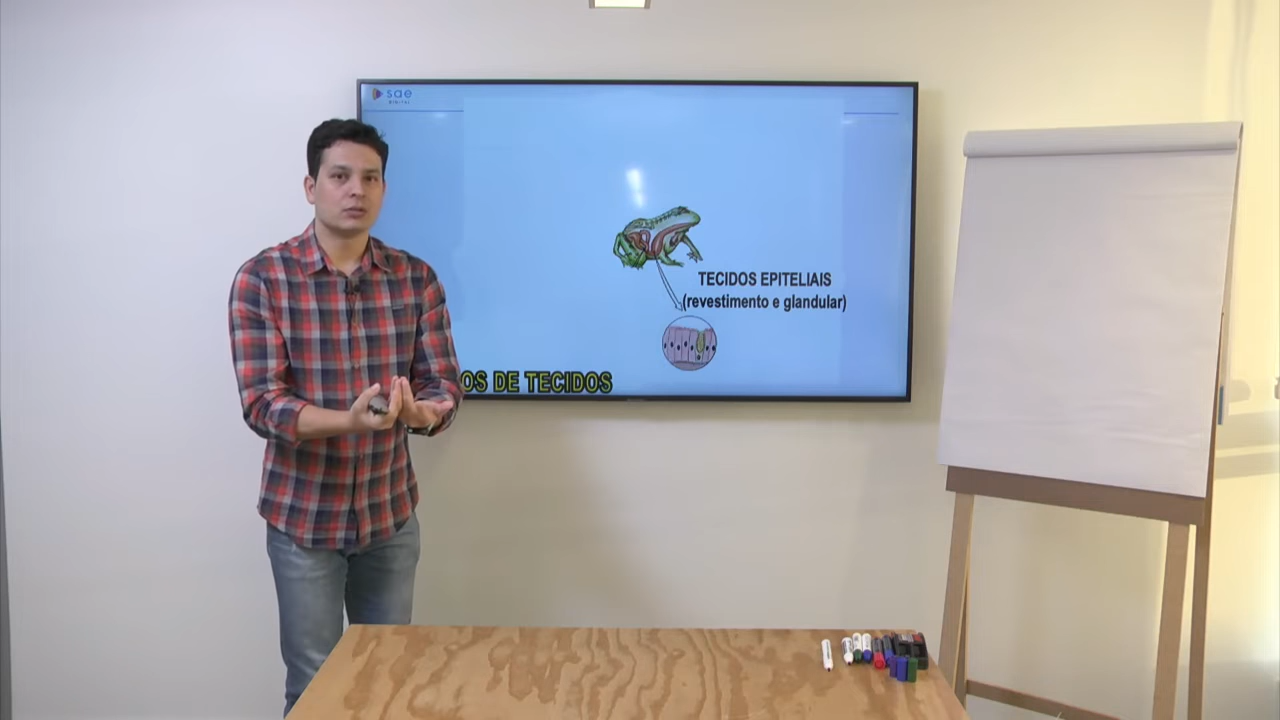 sae
DIGITAL
TECIDOS EPITELIAIS
(revestimento e glandular)
OS DE TECIDOS